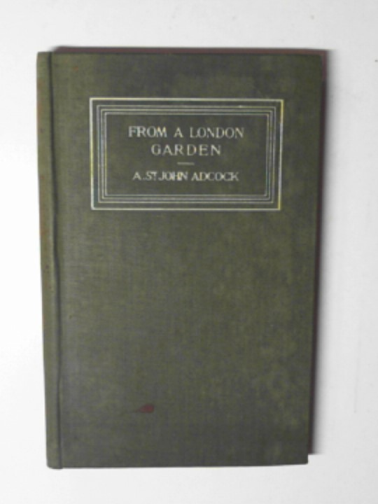 FROM A LONDON
GARDEN
A. ST JOHN ADCOCK